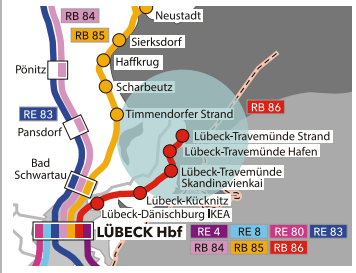 RB 84
Neustadt
RB 85
Sierksdorf
Haffkrug
Pönitz
Scharbeutz
RB 86
RE 83
Timmendorfer Strand
Pansdorf
Lübeck-Travemünde Strand
Lübeck-Travemünde Hafen
Bad
Schwartau
Lübeck-Travemünde
Skandinavienkai
Lübeck-Kücknitz
Lübeck-Dänischburg IKEA
LÜBECK Hbf
RE 4 RE 8 RE 80 RE 83
RB 84 RB 85 RB 86